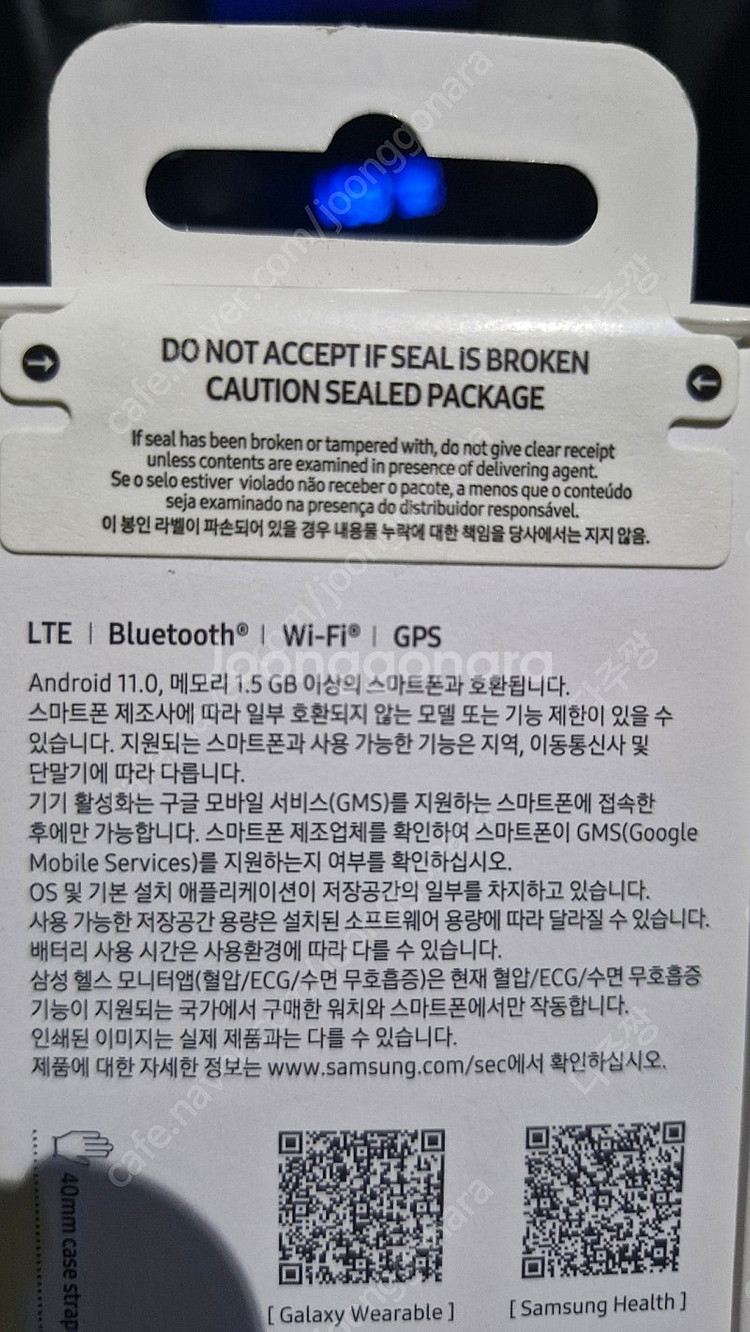 DO NOT ACCEPT IF SEAL iS BROKEN
CAUTION SEALED PACKAGE
If seal has been broken or tampered with, do not give clear receipt
unless contents are examined in presence of delivering agent.
Se o selo estiver violado não receber o pacote, a menos que o conteúdo
seja examinado na presença do distribuidor responsável.
이 봉인 라벨이 파손되어 있을 경우 내용물 누락에 대한 책임을 당사에서는 지지 않음.
LTE | Bluetooth® | Wi-Fi® | GPS
joonggonara
Android 11.0, 메모리 1.5 GB 이상의 스마트폰과 호환됩니다.
스마트폰 제조사에 따라 일부 호환되지 않는 모델 또는 기능 제한이 있을 수
있습니다. 지원되는 스마트폰과 사용 가능한 기능은 지역, 이동통신사 및
단말기에 따라 다릅니다.
기기 활성화는 구글 모바일 서비스(GMS)를 지원하는 스마트폰에 접속한
후에만 가능합니다. 스마트폰 제조업체를 확인하여 스마트폰이 GMS(Google
Mobile Services)를 지원하는지 여부를 확인하십시오.
OS 및 기본 설치 애플리케이션이 저장공간의 일부를 차지하고 있습니다.
사용 가능한 저장공간 용량은 설치된 소프트웨어 용량에 따라 달라질 수 있습니다.
배터리 사용 시간은 사용환경에 따라 다를 수 있습니다.
삼성 헬스 모니터앱(혈압/ECG/수면 무호흡증)은 현재 혈압/ECG/수면 무호흡증
기능이 지원되는 국가에서 구매한 워치와 스마트폰에서만 작동합니다.
인쇄된 이미지는 실제 제품과는 다를 수 있습니다.
제품에 대한 자세한 정보는 www.samsung.com/sec에서 확인하십시오.
40mm case strap
[ Galaxy Wearable ]
[ Samsung Health ]
cafe.naver.com/joonggonara